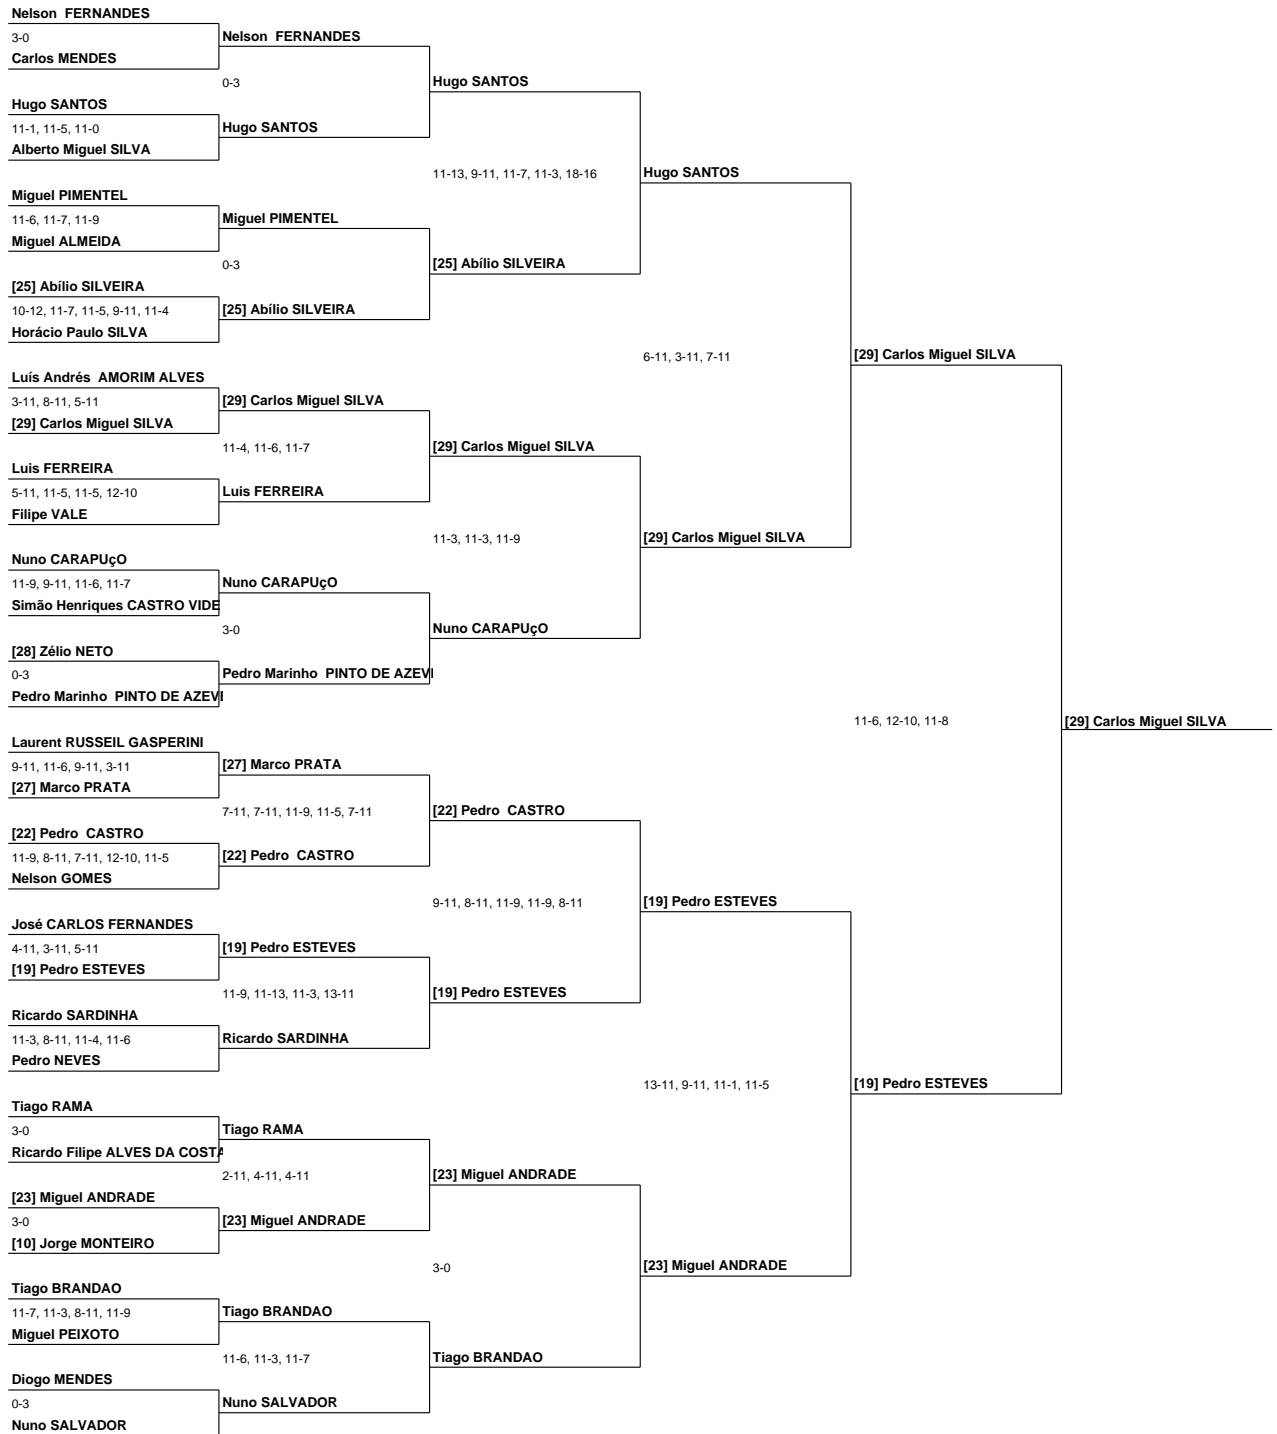 Nelson  FERNANDES
3-0
Nelson  FERNANDES
Carlos MENDES
0-3
Hugo SANTOS
Hugo SANTOS
11-1, 11-5, 11-0
Hugo SANTOS
Alberto Miguel SILVA
11-13, 9-11, 11-7, 11-3, 18-16
Hugo SANTOS
Miguel PIMENTEL
11-6, 11-7, 11-9
Miguel PIMENTEL
Miguel ALMEIDA
0-3
[25] Abílio SILVEIRA
[25] Abílio SILVEIRA
10-12, 11-7, 11-5, 9-11, 11-4
[25] Abílio SILVEIRA
Horácio Paulo SILVA
6-11, 3-11, 7-11
[29] Carlos Miguel SILVA
Luís Andrés  AMORIM ALVES
3-11, 8-11, 5-11
[29] Carlos Miguel SILVA
[29] Carlos Miguel SILVA
11-4, 11-6, 11-7
[29] Carlos Miguel SILVA
Luis FERREIRA
5-11, 11-5, 11-5, 12-10
Luis FERREIRA
Filipe VALE
11-3, 11-3, 11-9
[29] Carlos Miguel SILVA
Nuno CARAPUçO
11-9, 9-11, 11-6, 11-7
Nuno CARAPUçO
Simão Henriques CASTRO VIDE
3-0
Nuno CARAPUçO
[28] Zélio NETO
0-3
Pedro Marinho  PINTO DE AZEV
Pedro Marinho  PINTO DE AZEV
11-6, 12-10, 11-8
[29] Carlos Miguel SILVA
Laurent RUSSEIL GASPERINI
9-11, 11-6, 9-11, 3-11
[27] Marco PRATA
[27] Marco PRATA
7-11, 7-11, 11-9, 11-5, 7-11
[22] Pedro  CASTRO
[22] Pedro  CASTRO
11-9, 8-11, 7-11, 12-10, 11-5
[22] Pedro  CASTRO
Nelson GOMES
9-11, 8-11, 11-9, 11-9, 8-11
[19] Pedro ESTEVES
José CARLOS FERNANDES
4-11, 3-11, 5-11
[19] Pedro ESTEVES
[19] Pedro ESTEVES
11-9, 11-13, 11-3, 13-11
[19] Pedro ESTEVES
Ricardo SARDINHA
11-3, 8-11, 11-4, 11-6
Ricardo SARDINHA
Pedro NEVES
13-11, 9-11, 11-1, 11-5
[19] Pedro ESTEVES
Tiago RAMA
3-0
Tiago RAMA
Ricardo Filipe ALVES DA COSTA
2-11, 4-11, 4-11
[23] Miguel ANDRADE
[23] Miguel ANDRADE
3-0
[23] Miguel ANDRADE
[10] Jorge MONTEIRO
3-0
[23] Miguel ANDRADE
Tiago BRANDAO
11-7, 11-3, 8-11, 11-9
Tiago BRANDAO
Miguel PEIXOTO
11-6, 11-3, 11-7
Tiago BRANDAO
Diogo MENDES
0-3
Nuno SALVADOR
Nuno SALVADOR